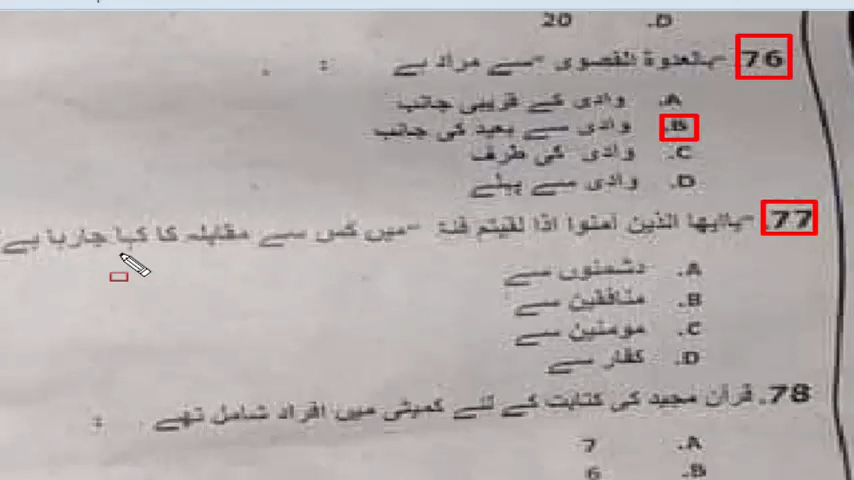 D. 20
76. "بالعدوة القصوی" سے مراد ہے :
A. وادی کے قریبی جانب
B. وادی سے بعید کی جانب
C. وادی کی طرف
D. وادی سے پہلے
77. "یاایها الذین امنوا اذا لقیتم فئة" میں کس سے مقابلہ کا کہا جارہا ہے
A. دشمنوں سے
B. منافقین سے
C. مومنین سے
D. کفار سے
78. قرآن مجید کی کتابت کے لئے کمیٹی میں افراد شامل تھے :
A. 7
B. 6